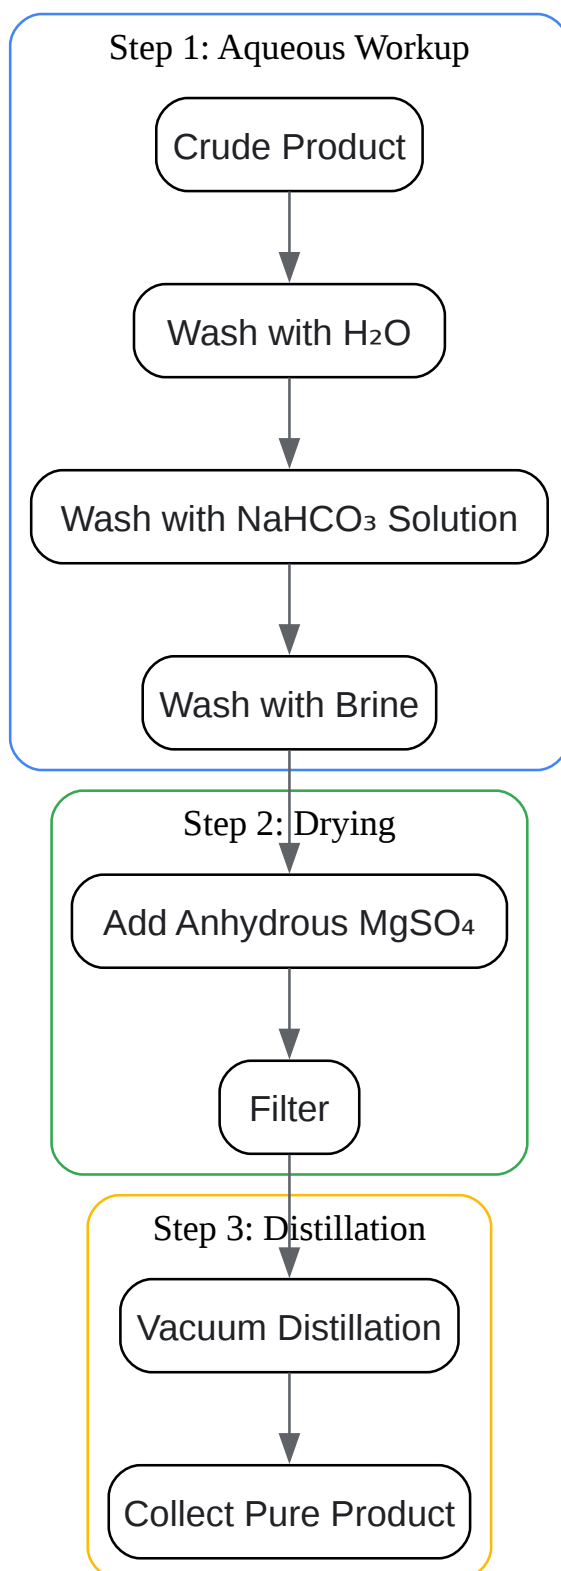 Step 1: Aqueous Workup
Crude Product
Wash with H₂O
Wash with NaHCO₃ Solution
Wash with Brine
Step 2: Drying
Add Anhydrous MgSO₄
Filter
Step 3: Distillation
Vacuum Distillation
Collect Pure Product